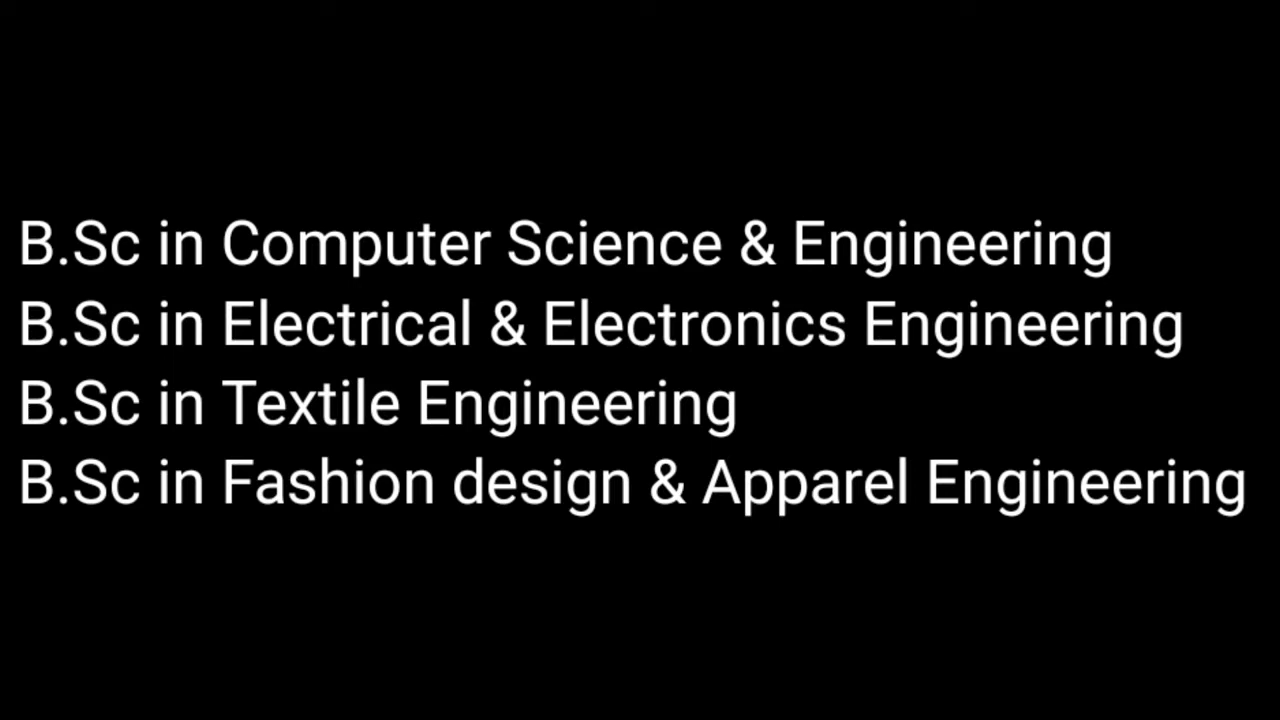 B.Sc in Computer Science & Engineering
B.Sc in Electrical & Electronics Engineering
B.Sc in Textile Engineering
B.Sc in Fashion design & Apparel Engineering